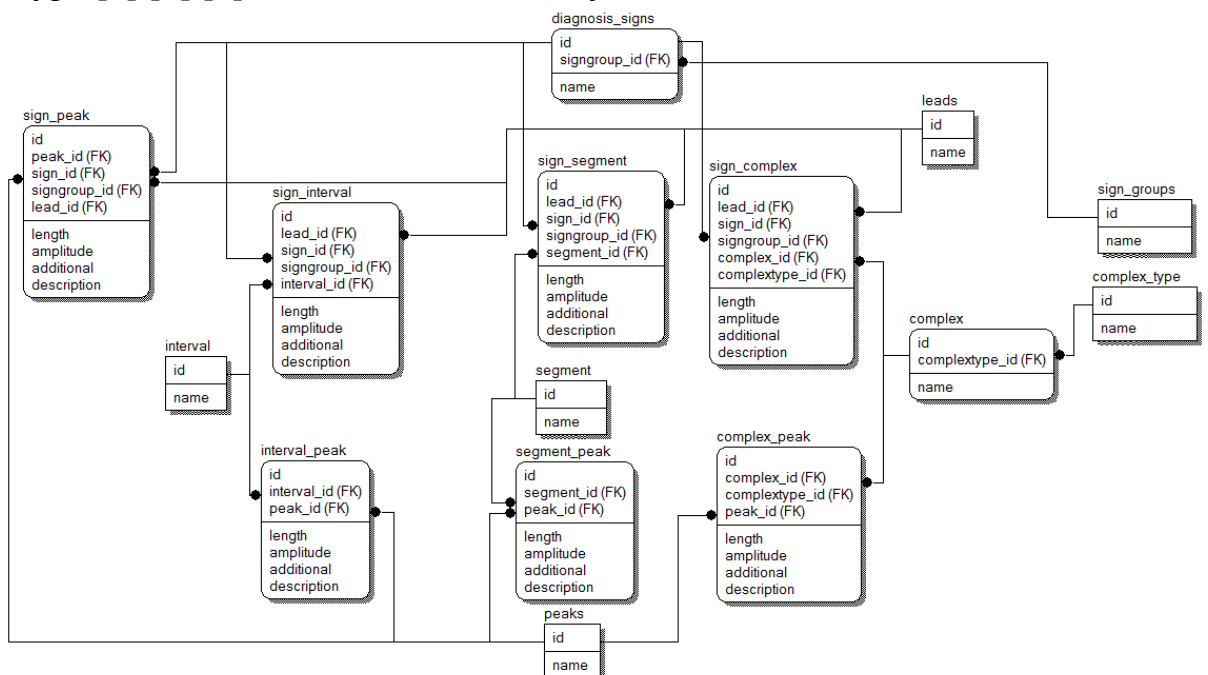 diagnosis_signs
id
signgroup_id (FK)
name
leads
id
name
sign_peak
id
peak_id (FK)
sign_id (FK)
signgroup_id (FK)
lead_id (FK)
length
amplitude
additional
description
sign_interval
id
lead_id (FK)
sign_id (FK)
signgroup_id (FK)
interval_id (FK)
length
amplitude
additional
description
sign_segment
id
lead_id (FK)
sign_id (FK)
signgroup_id (FK)
segment_id (FK)
length
amplitude
additional
description
sign_complex
id
lead_id (FK)
sign_id (FK)
signgroup_id (FK)
complex_id (FK)
complextype_id (FK)
length
amplitude
additional
description
sign_groups
id
name
complex_type
id
name
complex
id
complextype_id (FK)
name
interval
id
name
segment
id
name
interval_peak
id
interval_id (FK)
peak_id (FK)
length
amplitude
additional
description
segment_peak
id
segment_id (FK)
peak_id (FK)
length
amplitude
additional
description
complex_peak
id
complex_id (FK)
complextype_id (FK)
peak_id (FK)
length
amplitude
additional
description
peaks
id
name